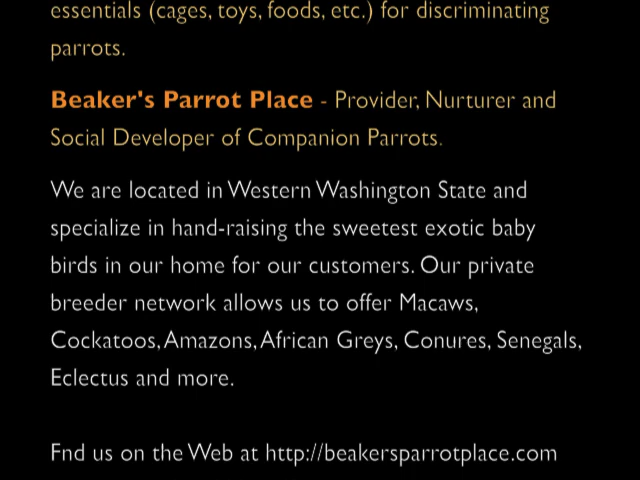 essentials (cages, toys, foods, etc.) for discriminating
parrots.
Beaker's Parrot Place - Provider, Nurturer and
Social Developer of Companion Parrots.
We are located in Western Washington State and
specialize in hand-raising the sweetest exotic baby
birds in our home for our customers. Our private
breeder network allows us to offer Macaws,
Cockatoos, Amazons, African Greys, Conures, Senegals,
Eclectus and more.
Fnd us on the Web at http://beakersparrotplace.com